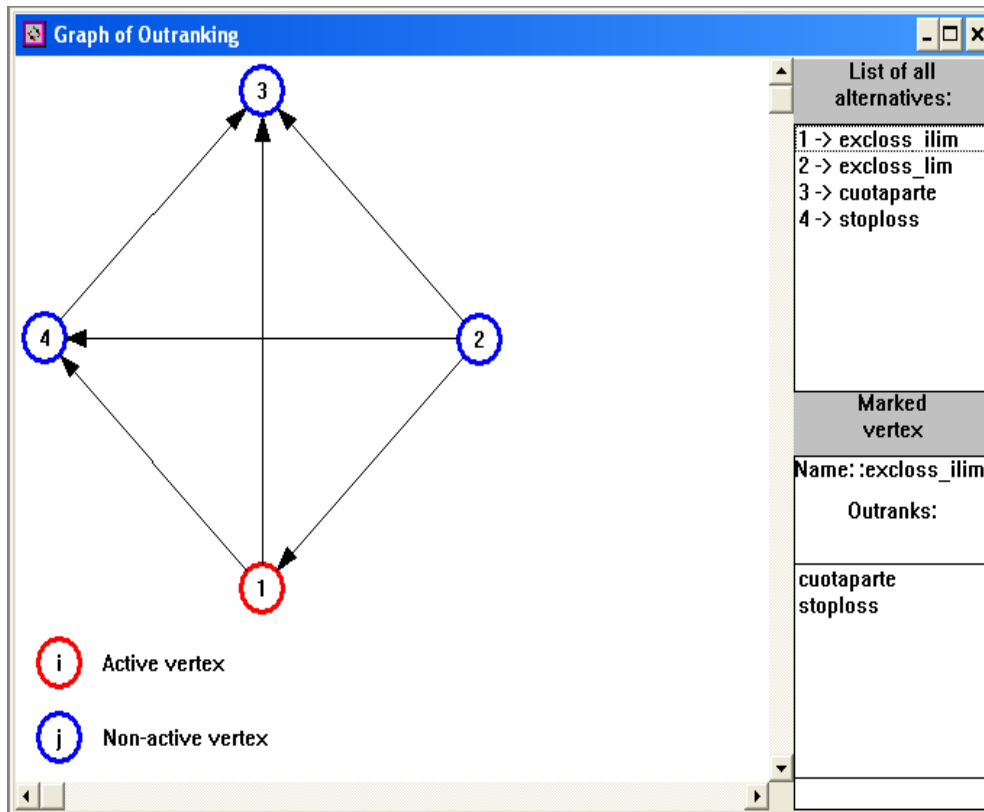 Graph of Outranking
3
4
2
1
i Active vertex
j Non-active vertex
List of all
alternatives:
1 -> excloss_ilim
2 -> excloss_lim
3 -> cuotaparte
4 -> stoploss
Marked
vertex
Name: :excloss_ilim
Outranks:
cuotaparte
stoploss